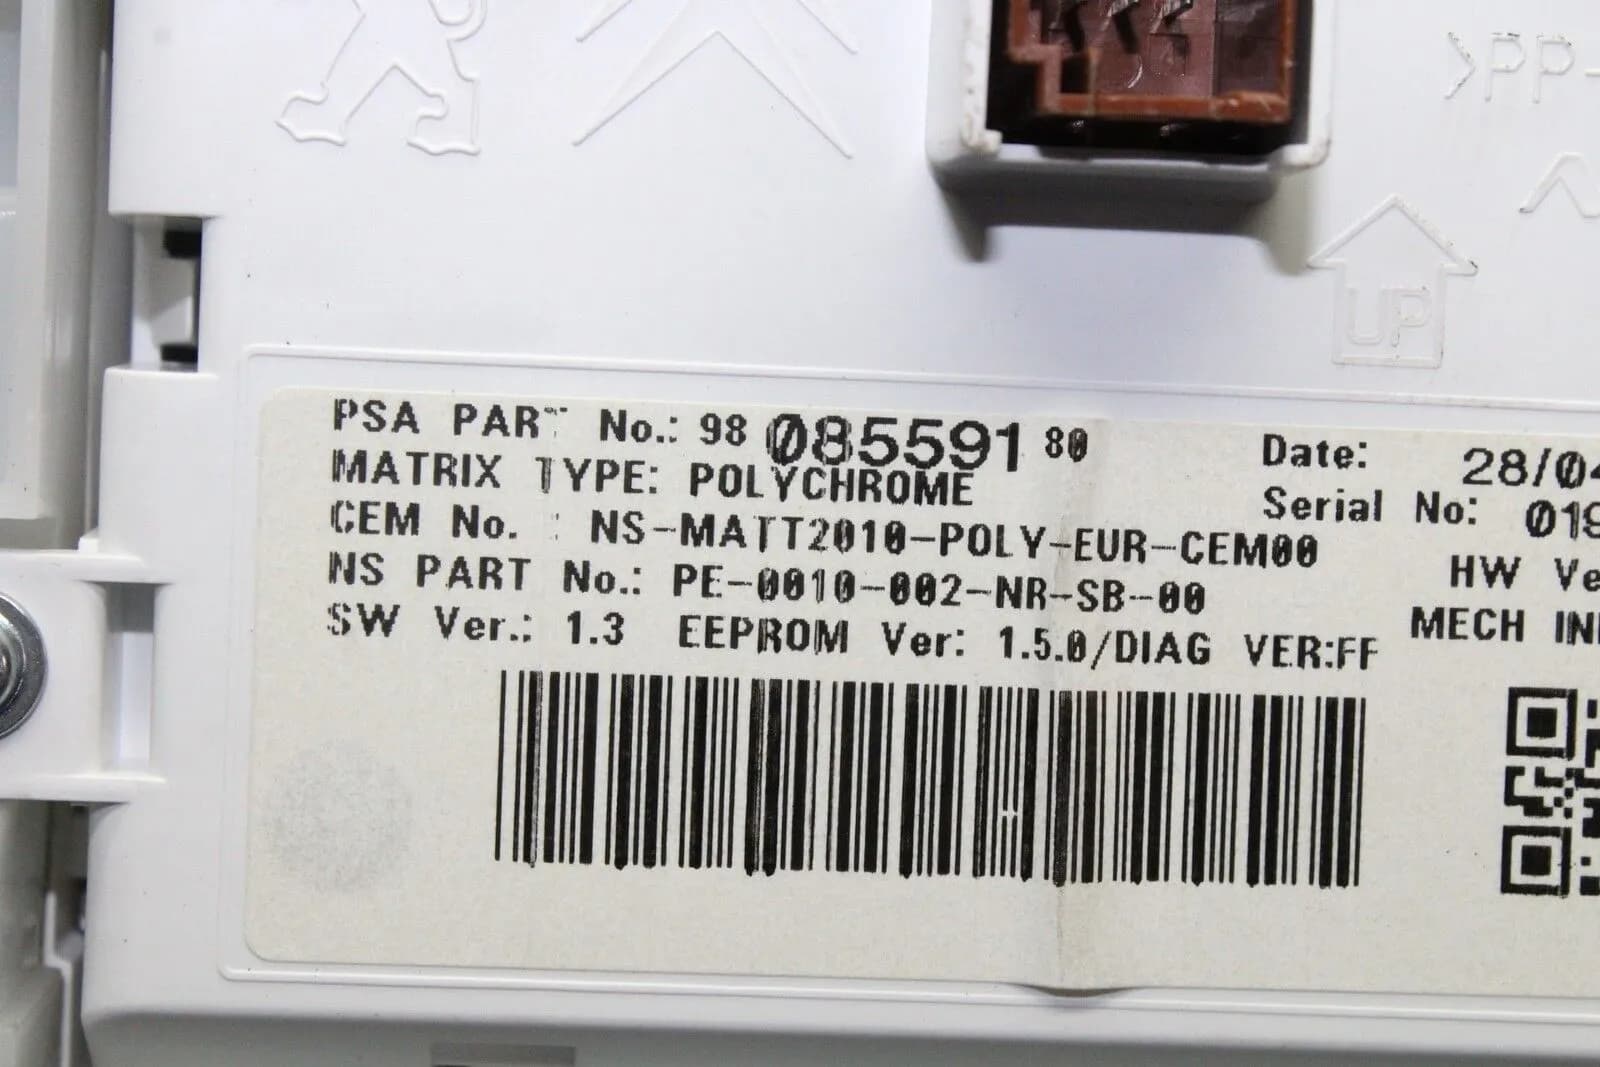 >PP-
UP
PSA PART No.: 98 085591 80
MATRIX TYPE: POLYCHROME
CEM No. : NS-MATT2010-POLY-EUR-CEM00
NS PART No.: PE-0010-002-NR-SB-00
SW Ver.: 1.3 EEPROM Ver: 1.5.0/DIAG VER:FF
Date: 28/04
Serial No: 019
HW Ve
MECH IN